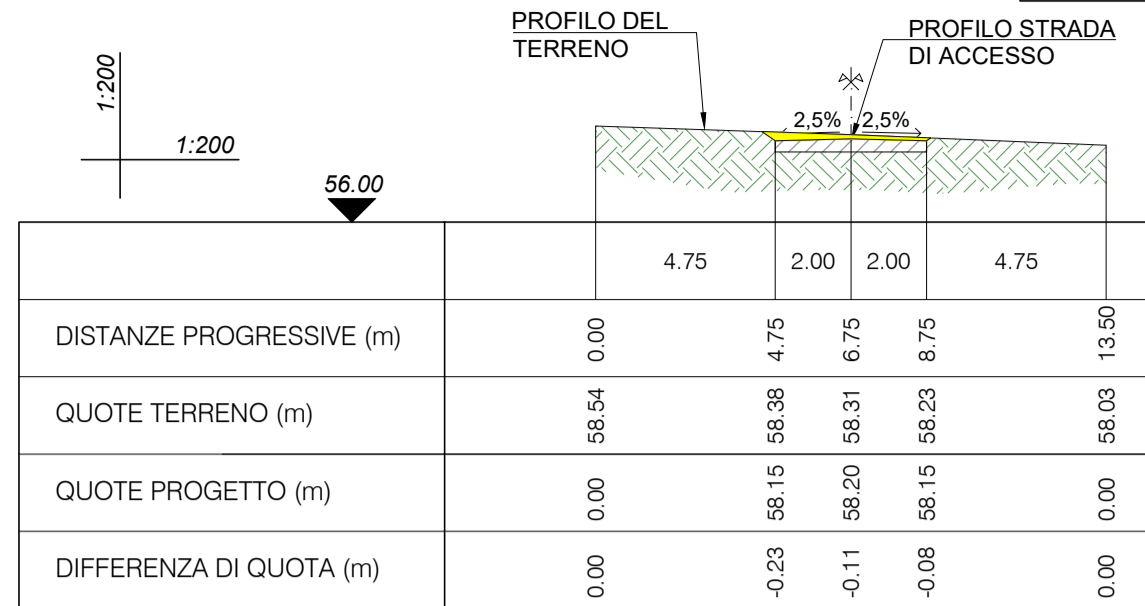 PROFILO DEL
TERRENO
PROFILO STRADA
DI ACCESSO
1:200
1:200
2,5% 2,5%
56.00
4.75 2.00 2.00 4.75
DISTANZE PROGRESSIVE (m) 0.00 4.75 6.75 8.75 13.50
QUOTE TERRENO (m) 58.54 58.38 58.31 58.23 58.03
QUOTE PROGETTO (m) 0.00 58.15 58.20 58.15 0.00
DIFFERENZA DI QUOTA (m) 0.00 -0.23 -0.11 -0.08 0.00